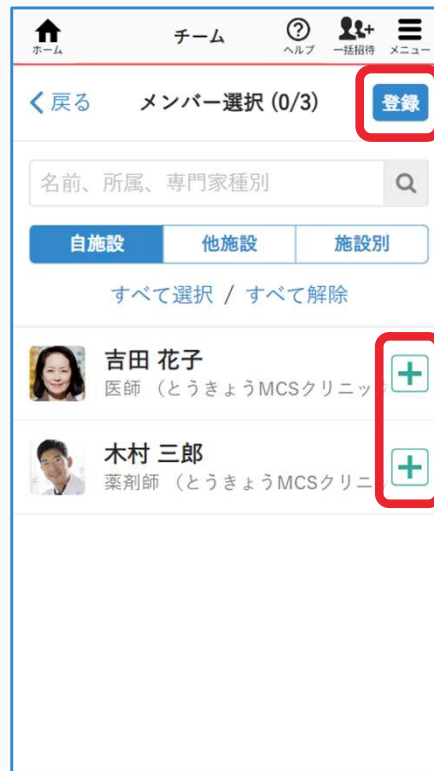 チーム
ホーム ヘルプ 一括招待 メニュー
戻る メンバー選択 (0/3) 登録
名前、所属、専門家種別
自施設 他施設 施設別
すべて選択 / すべて解除
吉田 花子
医師 （とうきょうMCSクリニッ
木村 三郎
薬剤師 （とうきょうMCSクリニ